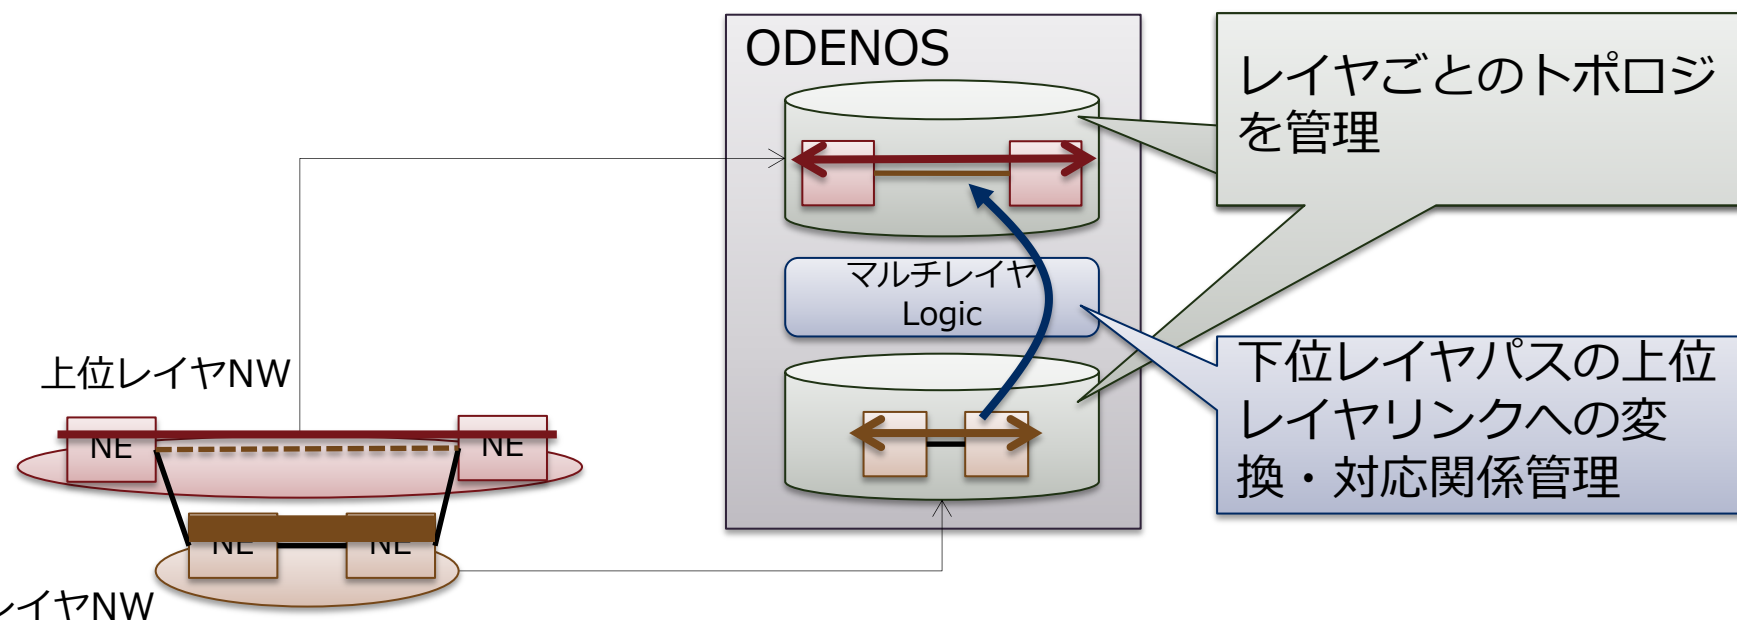 ODENOS
レイヤごとのトポロジ
を管理
マルチレイヤ
Logic
上位レイヤNW
NE
NE
下位レイヤパスの上位
レイヤリンクへの変
換・対応関係管理
NE
NE
レイヤNW